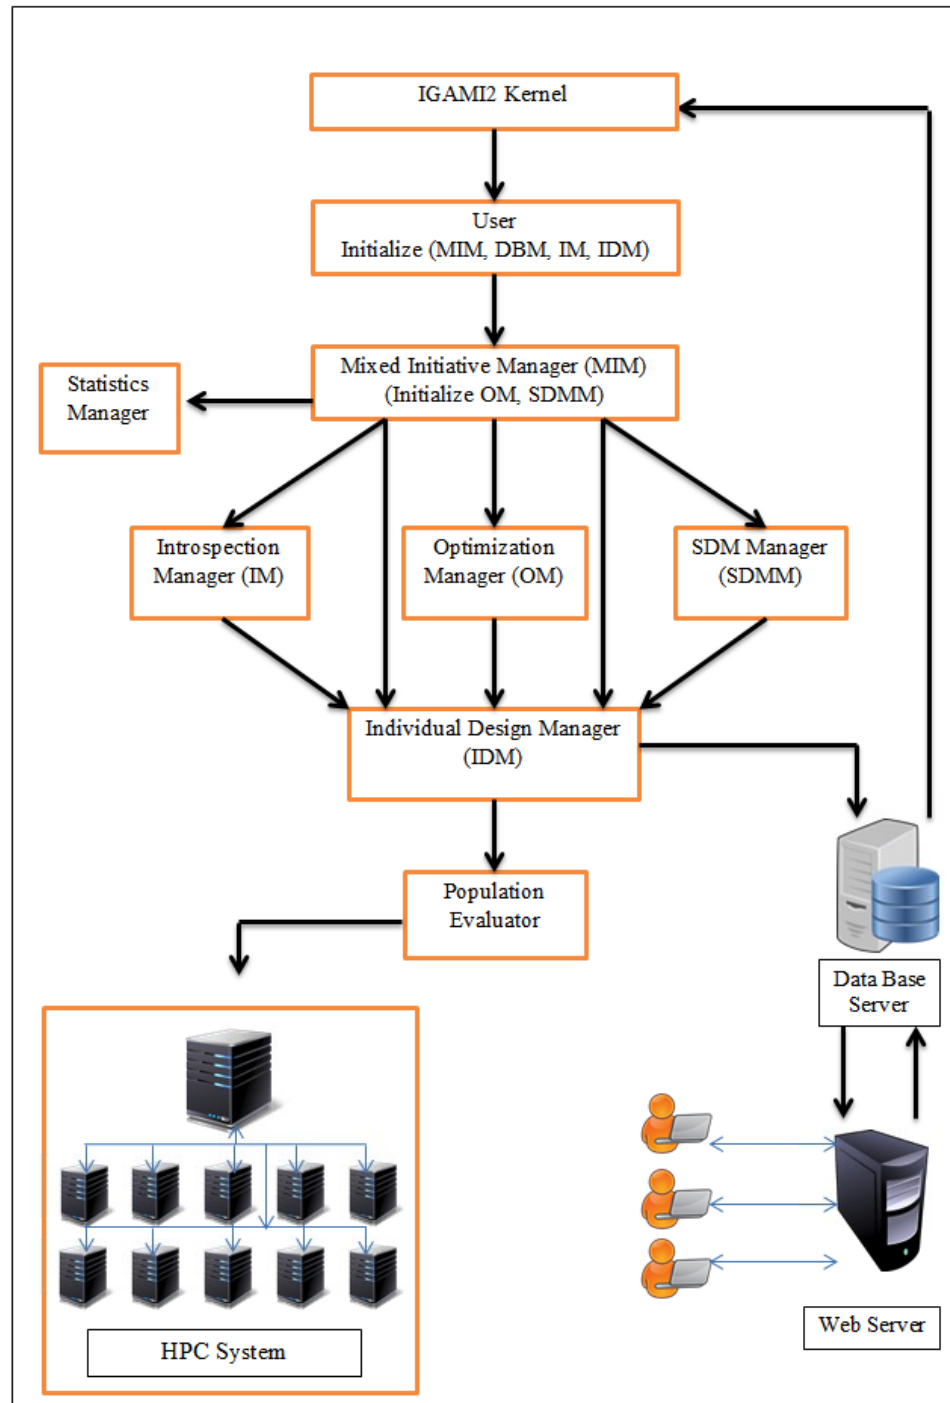 IGAMI2 Kernel
User
Initialize (MIM, DBM, IM, IDM)
Mixed Initiative Manager (MIM)
(Initialize OM, SDMM)
Statistics
Manager
Introspection
Manager (IM)
Optimization
Manager (OM)
SDM Manager
(SDMM)
Individual Design Manager
(IDM)
Population
Evaluator
Data Base
Server
HPC System
Web Server